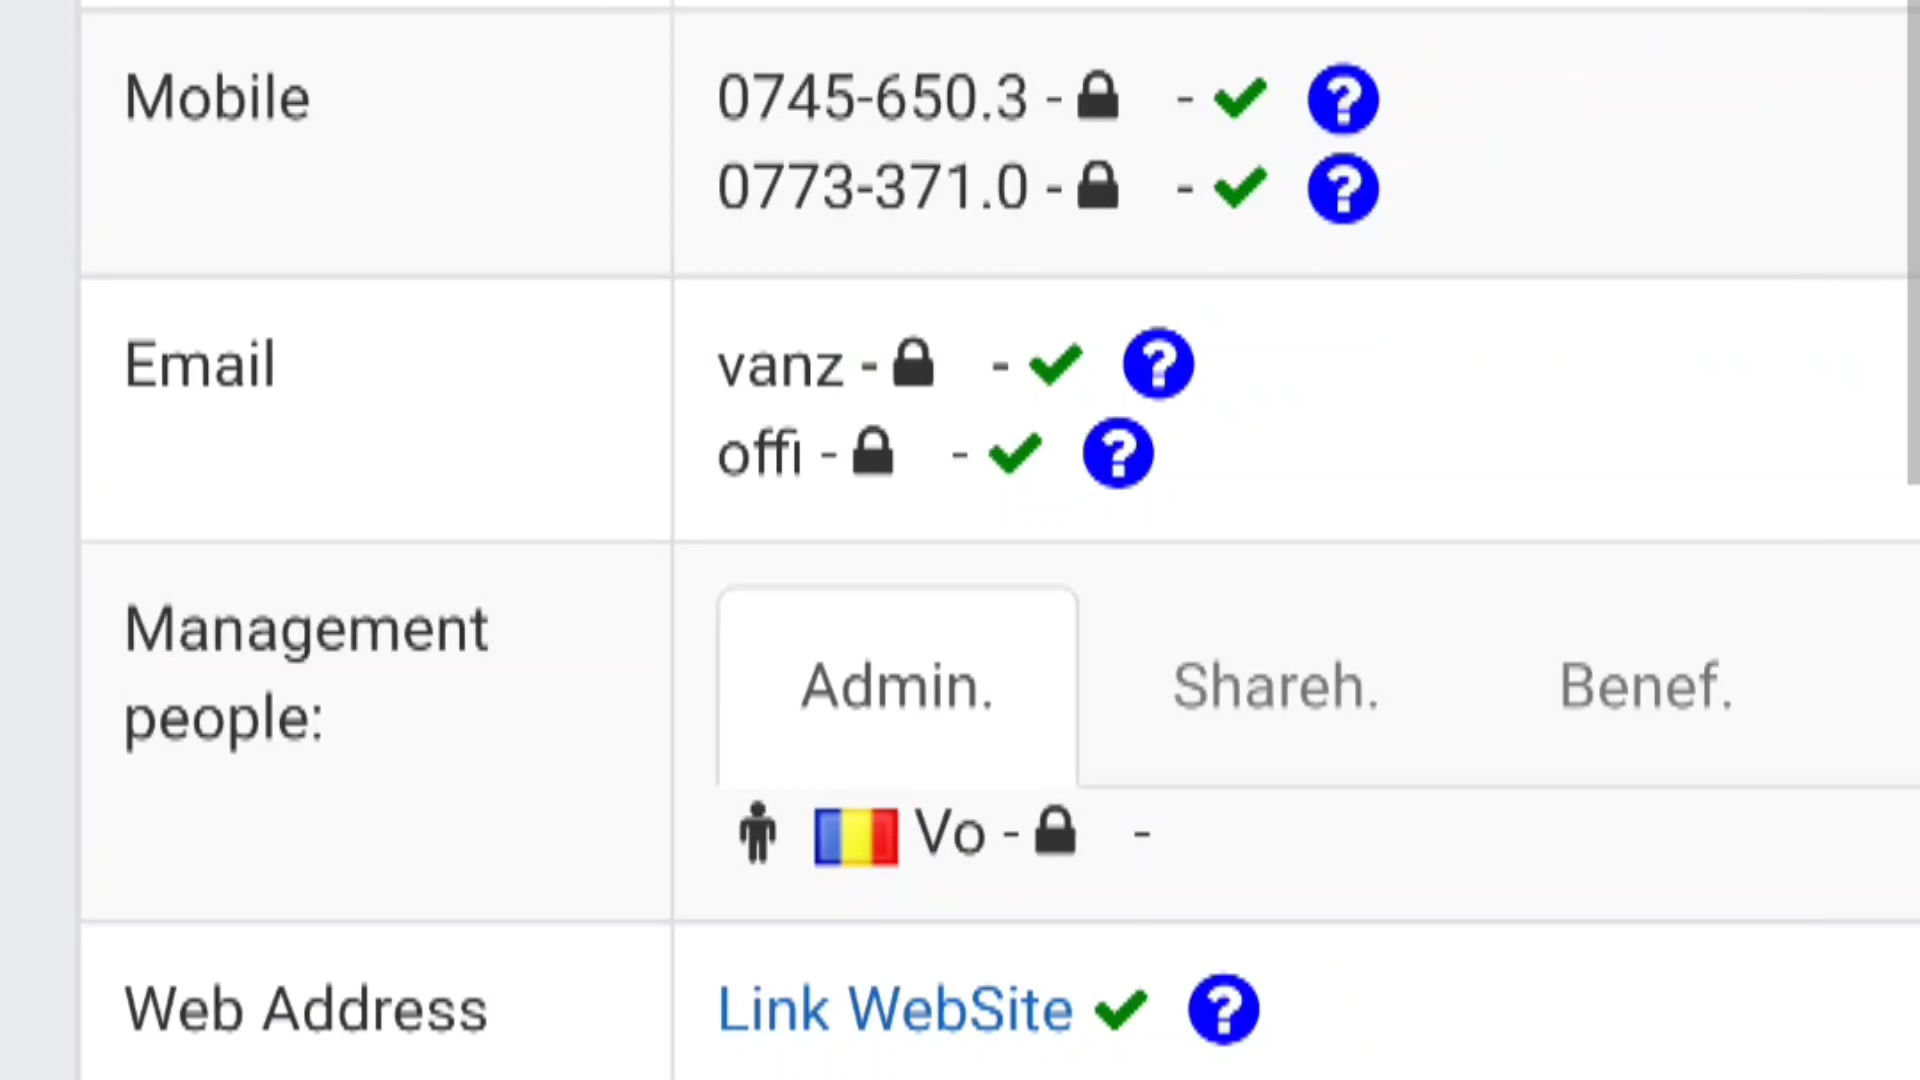 Mobile
0745-650.3 - -
0773-371.0 - -
Email
vanz - -
offi - -
Management
people:
Admin. Shareh. Benef.
Vo - -
Web Address
Link WebSite